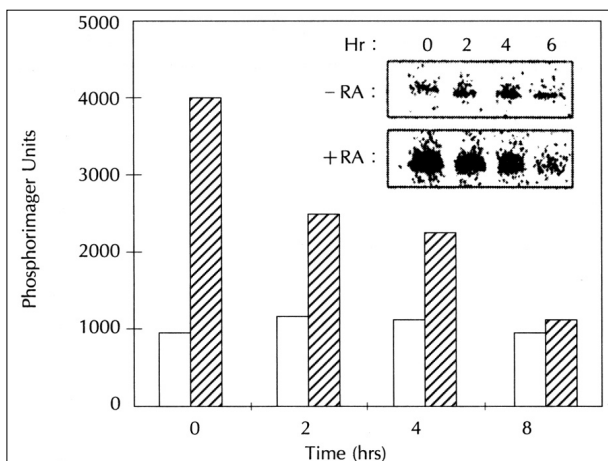 5000
4000
3000
2000
1000
0
Phosphorimager Units
Hr : 0 2 4 6
– RA :
+RA :
0 2 4 8
Time (hrs)